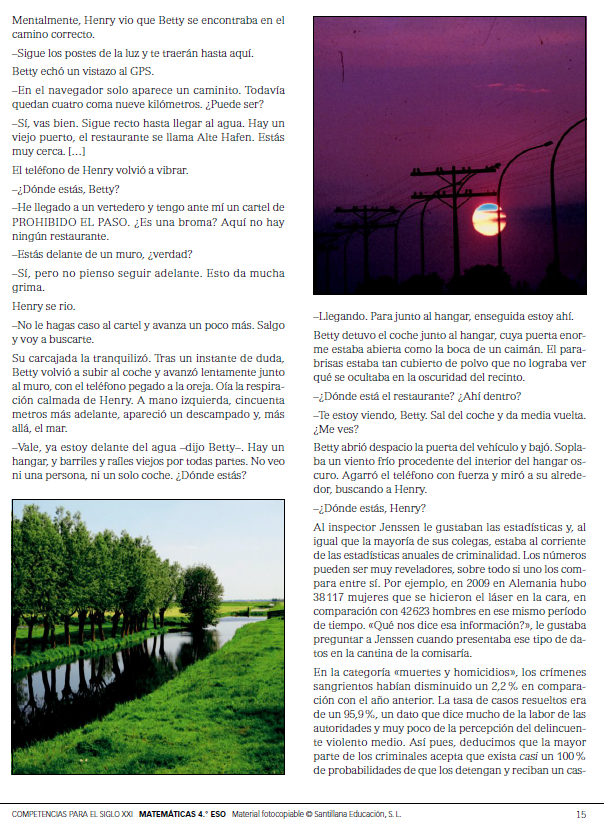 Mentalmente, Henry vio que Betty se encontraba en el
camino correcto.
–Sigue los postes de la luz y te traerán hasta aquí.
Betty echó un vistazo al GPS.
–En el navegador solo aparece un caminito. Todavía
quedan cuatro coma nueve kilómetros. ¿Puede ser?
–Sí, vas bien. Sigue recto hasta llegar al agua. Hay un
viejo puerto, el restaurante se llama Alte Hafen. Estás
muy cerca. […]
El teléfono de Henry volvió a vibrar.
–¿Dónde estás, Betty?
–He llegado a un vertedero y tengo ante mí un cartel de
PROHIBIDO EL PASO. ¿Es una broma? Aquí no hay
ningún restaurante.
–Estás delante de un muro, ¿verdad?
–Sí, pero no pienso seguir adelante. Esto da mucha
grima.
Henry se rio.
–No le hagas caso al cartel y avanza un poco más. Salgo
y voy a buscarte.
Su carcajada la tranquilizó. Tras un instante de duda,
Betty volvió a subir al coche y avanzó lentamente junto
al muro, con el teléfono pegado a la oreja. Oía la respira-
ción calmada de Henry. A mano izquierda, cincuenta
metros más adelante, apareció un descampado y, más
allá, el mar.
–Vale, ya estoy delante del agua –dijo Betty–. Hay un
hangar, y barriles y raíles viejos por todas partes. No veo
ni una persona, ni un solo coche. ¿Dónde estás?
–Llegando. Para junto al hangar, enseguida estoy ahí.
Betty detuvo el coche junto al hangar, cuya puerta enor-
me estaba abierta como la boca de un caimán. El para-
brisas estaba tan cubierto de polvo que no lograba ver
qué se ocultaba en la oscuridad del recinto.
–¿Dónde está el restaurante? ¿Ahí dentro?
–Te estoy viendo, Betty. Sal del coche y da media vuelta.
¿Me ves?
Betty abrió despacio la puerta del vehículo y bajó. Sopla-
ba un viento frío procedente del interior del hangar os-
curo. Agarró el teléfono con fuerza y miró a su alrede-
dor, buscando a Henry.
–¿Dónde estás, Henry?
Al inspector Jenssen le gustaban las estadísticas y, al
igual que la mayoría de sus colegas, estaba al corriente
de las estadísticas anuales de criminalidad. Los números
pueden ser muy reveladores, sobre todo si uno los com-
para entre sí. Por ejemplo, en 2009 en Alemania hubo
38 117 mujeres que se hicieron el láser en la cara, en
comparación con 42 623 hombres en ese mismo período
de tiempo. «Qué nos dice esa información?», le gustaba
preguntar a Jenssen cuando presentaba ese tipo de da-
tos en la cantina de la comisaría.
En la categoría «muertes y homicidios», los crímenes
sangrientos habían disminuido un 2,2 % en compara-
ción con el año anterior. La tasa de casos resueltos era
de un 95,9 %, un dato que dice mucho de la labor de las
autoridades y muy poco de la percepción del delincuen-
te violento medio. Así pues, deducimos que la mayor
parte de los criminales acepta que exista casi un 100 %
de probabilidades de que los detengan y reciban un cas-
COMPETENCIAS PARA EL SIGLO XXI MATEMÁTICAS 4.° ESO Material fotocopiable © Santillana Educación, S. L. 15